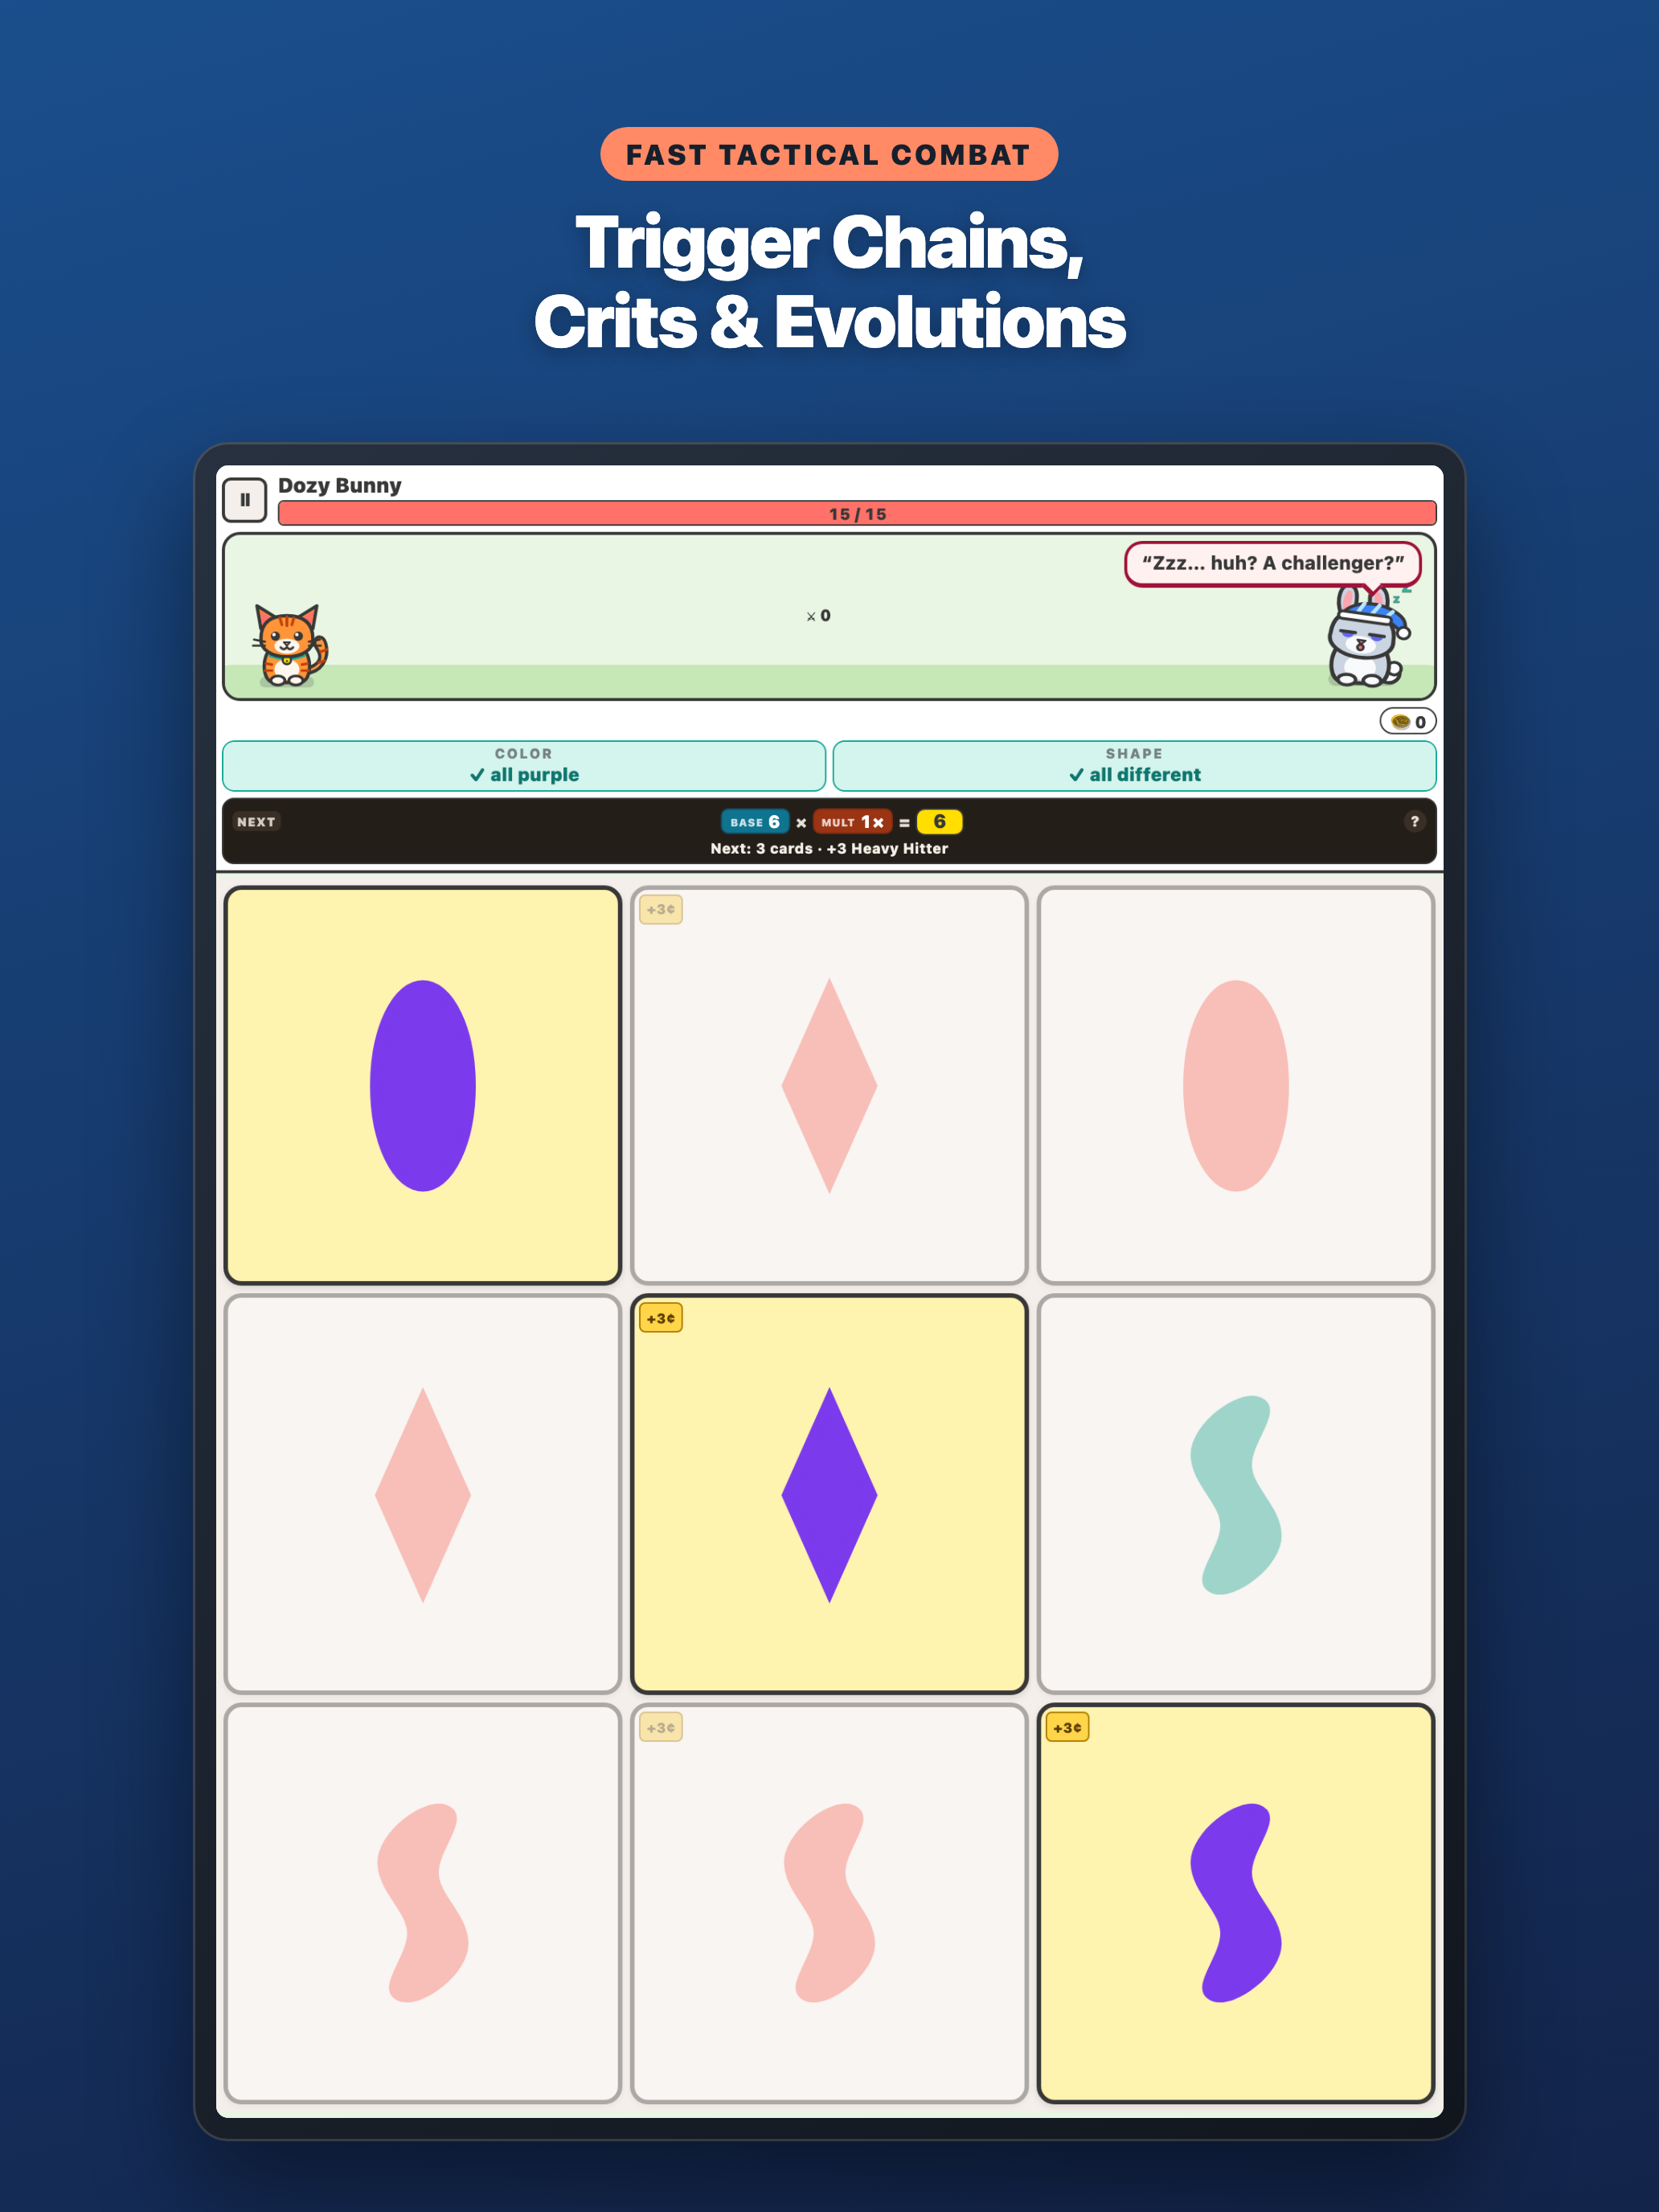 FAST TACTICAL COMBAT
Trigger Chains,
Crits & Evolutions
Dozy Bunny
15 / 15
“Zzz... huh? A challenger?”
z z
⚔ 0
0
COLOR
✓ all purple
SHAPE
✓ all different
NEXT
BASE 6 × MULT 1× = 6
?
Next: 3 cards · +3 Heavy Hitter
+3¢
+3¢
+3¢
+3¢